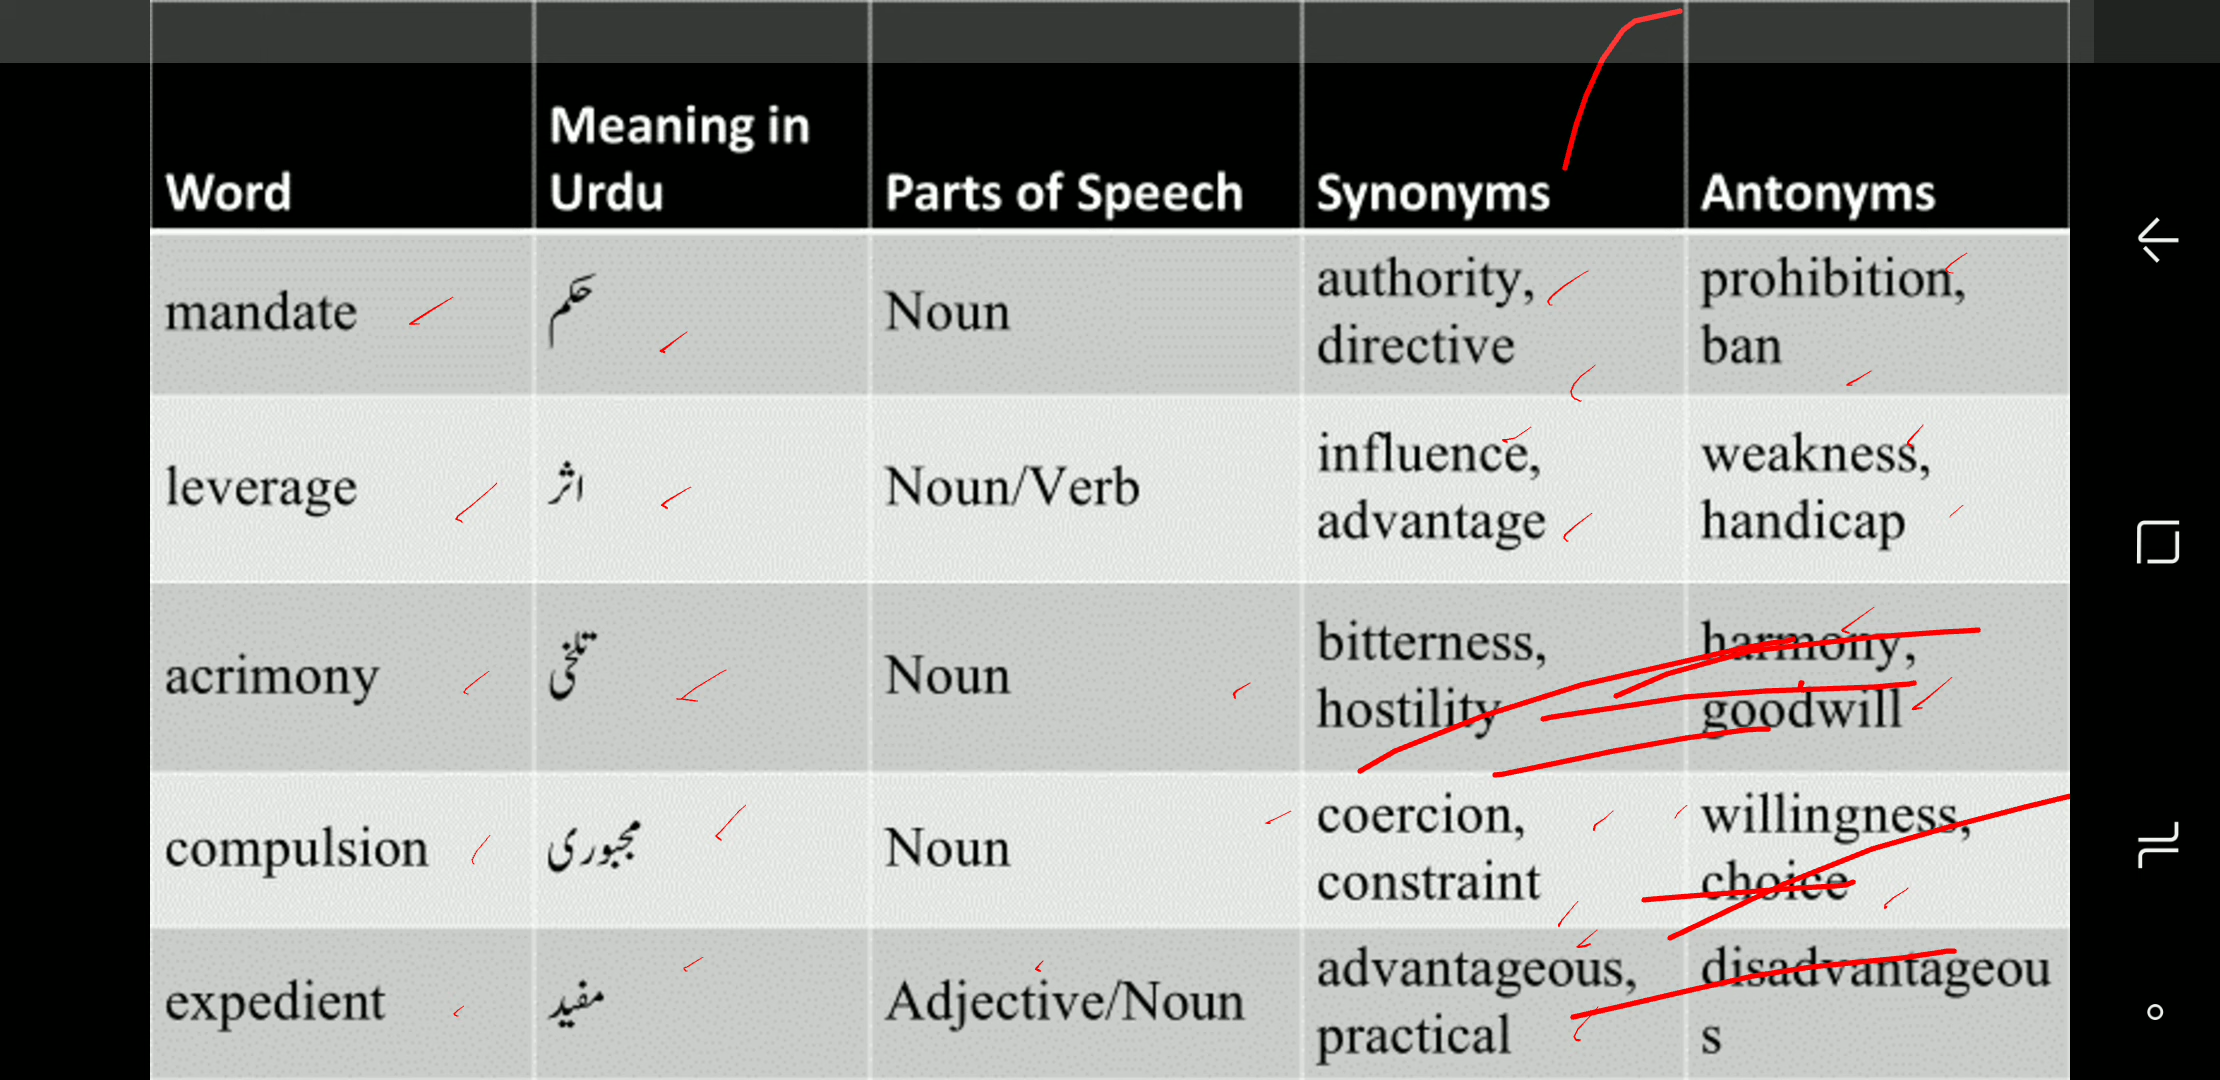 Word
Meaning in
Urdu
Parts of Speech
Synonyms
Antonyms
mandate
حکم
Noun
authority,
directive
prohibition,
ban
leverage
اثر
Noun/Verb
influence,
advantage
weakness,
handicap
acrimony
تلخی
Noun
bitterness,
hostility
harmony,
goodwill
compulsion
مجبوری
Noun
coercion,
constraint
willingness,
choice
expedient
مفید
Adjective/Noun
advantageous,
practical
disadvantageou
s